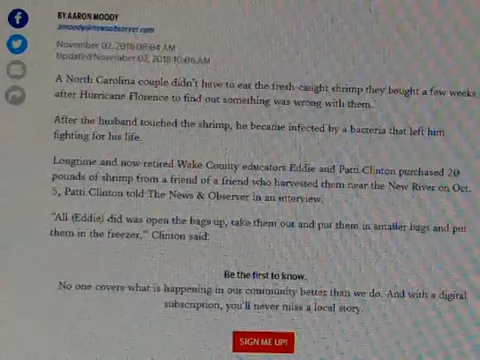 BY AARON MOODY
amoody@newsobserver.com
November 02, 2018 08:04 AM
Updated November 02, 2018 10:06 AM
A North Carolina couple didn't have to eat the fresh-caught shrimp they bought a few weeks
after Hurricane Florence to find out something was wrong with them.
After the husband touched the shrimp, he became infected by a bacteria that left him
fighting for his life.
Longtime and now-retired Wake County educators Eddie and Patti Clinton purchased 20
pounds of shrimp from a friend of a friend who harvested them near the New River on Oct.
5, Patti Clinton told The News & Observer in an interview.
"All (Eddie) did was open the bags up, take them out and put them in smaller bags and put
them in the freezer," Clinton said.
Be the first to know.
No one covers what is happening in our community better than we do. And with a digital
subscription, you'll never miss a local story.
SIGN ME UP!